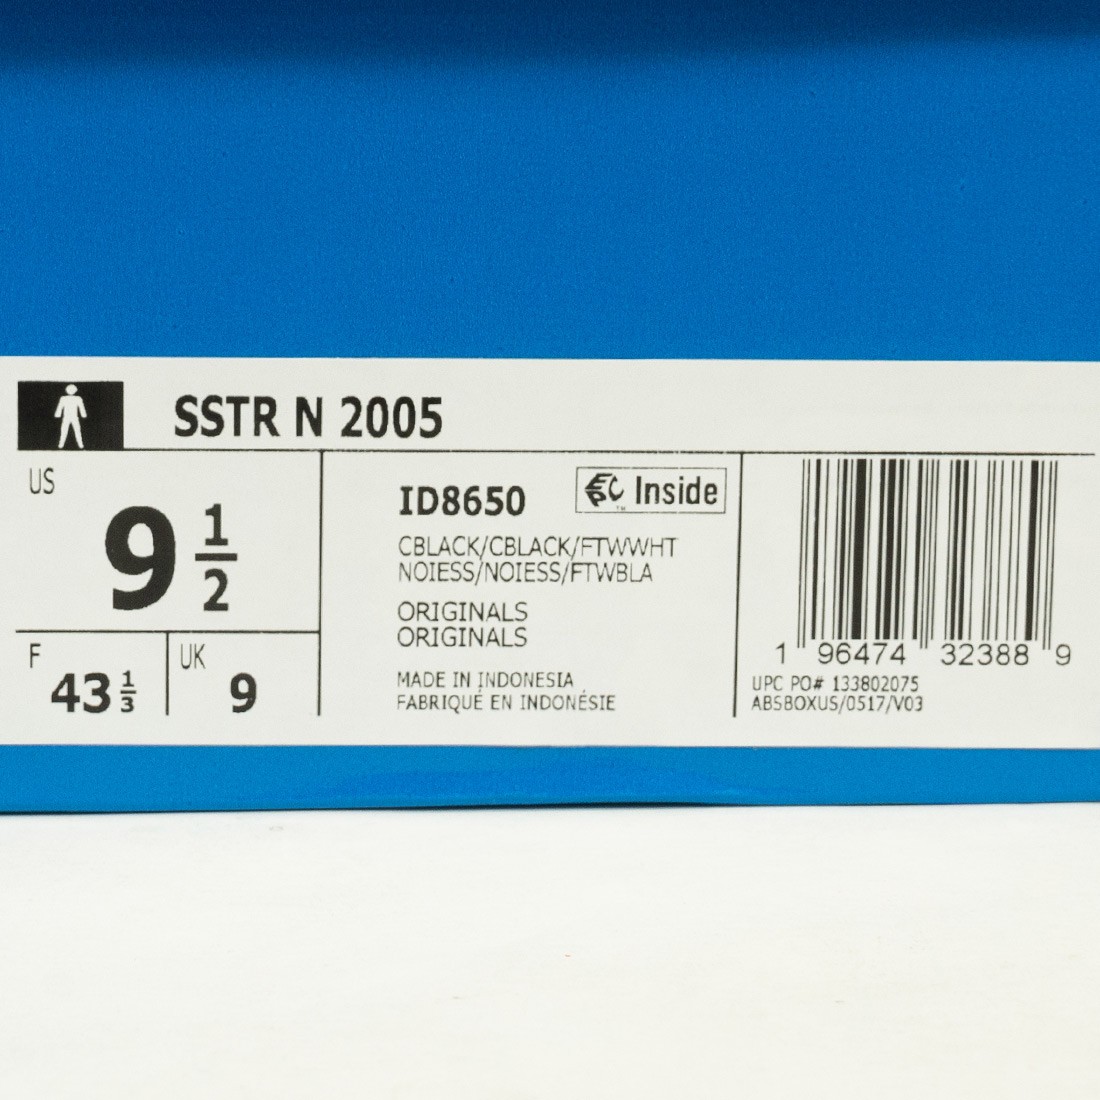 SSTR N 2005
US
9 1/2
F
43 1/3
UK
9
ID8650
Inside
CBLACK/CBLACK/FTWWHT
NOIESS/NOIESS/FTWBLA
ORIGINALS
ORIGINALS
MADE IN INDONESIA
FABRIQUÉ EN INDONÉSIE
1 96474 32388 9
UPC PO# 133802075
ABSBOXUS/0517/V03